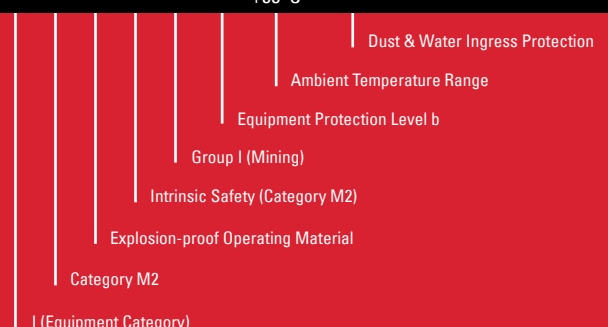 Dust & Water Ingress Protection
Ambient Temperature Range
Equipment Protection Level b
Group I (Mining)
Intrinsic Safety (Category M2)
Explosion-proof Operating Material
Category M2
I (Equipment Category)